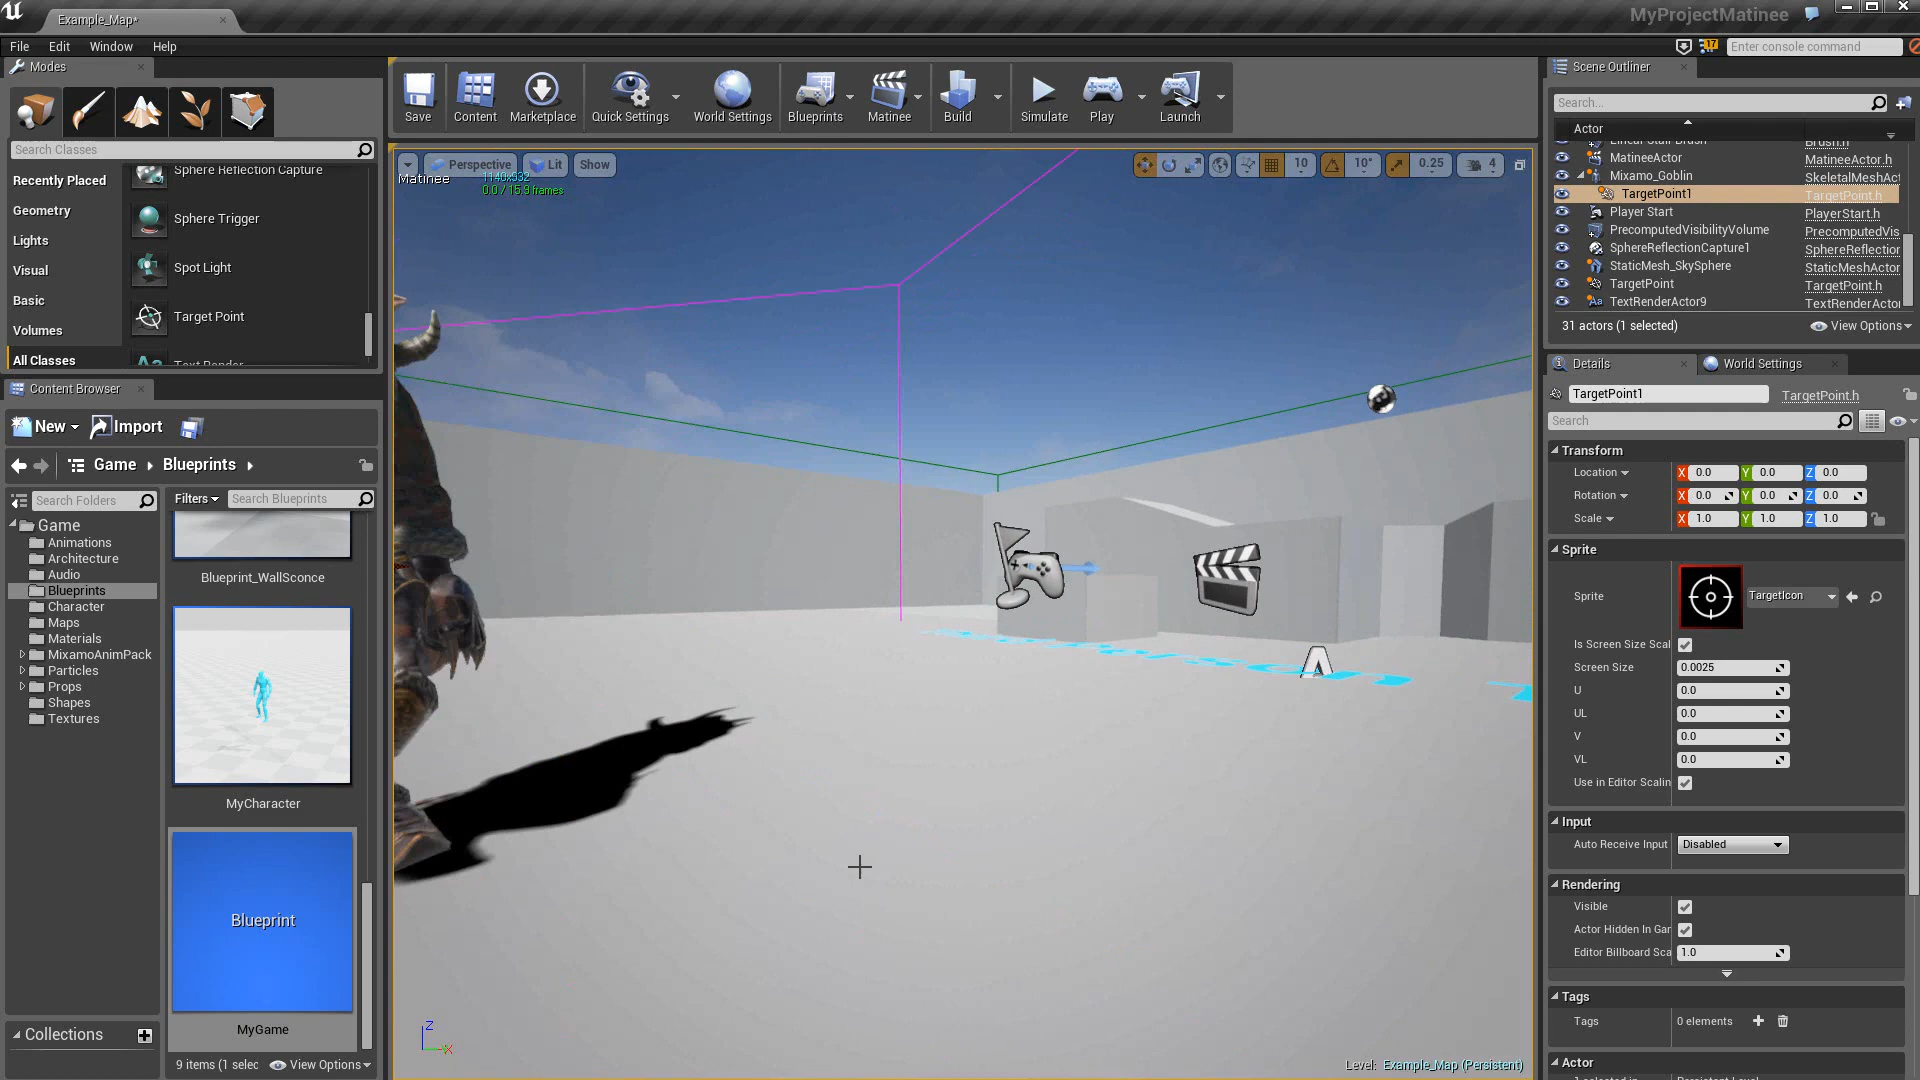 Example_Map*
MyProjectMatinee
File Edit Window Help
17
Enter console command
Modes
Search Classes
Recently Placed
Geometry
Lights
Visual
Basic
Volumes
All Classes
Sphere Reflection Capture
Sphere Trigger
Spot Light
Target Point
Text Render
Save
Content
Marketplace
Quick Settings
World Settings
Blueprints
Matinee
Build
Simulate
Play
Launch
Perspective
Lit
Show
10
10°
0.25
4
Matinee
1140x932
0.0 / 15.9 frames
Level: Example_Map (Persistent)
Z
X
Content Browser
New
Import
Game
Blueprints
Search Folders
Filters
Search Blueprints
Game
Animations
Architecture
Audio
Blueprints
Character
Maps
Materials
MixamoAnimPack
Particles
Props
Shapes
Textures
Collections
Blueprint_WallSconce
MyCharacter
Blueprint
MyGame
9 items (1 selec
View Options
Scene Outliner
Search...
Actor
Linear Stair Brush Brush.h
MatineeActor MatineeActor.h
Mixamo_Goblin SkeletalMeshAct
TargetPoint1 TargetPoint.h
Player Start PlayerStart.h
PrecomputedVisibilityVolume PrecomputedVis
SphereReflectionCapture1 SphereReflection
StaticMesh_SkySphere StaticMeshActor
TargetPoint TargetPoint.h
TextRenderActor9 TextRenderActo
31 actors (1 selected)
View Options
Details
World Settings
TargetPoint1
TargetPoint.h
Search
Transform
Location X 0.0 Y 0.0 Z 0.0
Rotation X 0.0 Y 0.0 Z 0.0
Scale X 1.0 Y 1.0 Z 1.0
Sprite
Sprite
TargetIcon
Is Screen Size Scal
Screen Size 0.0025
U 0.0
UL 0.0
V 0.0
VL 0.0
Use in Editor Scalin
Input
Auto Receive Input Disabled
Rendering
Visible
Actor Hidden In Gar
Editor Billboard Sca 1.0
Tags
Tags 0 elements
Actor
1 selected in Persistent Level